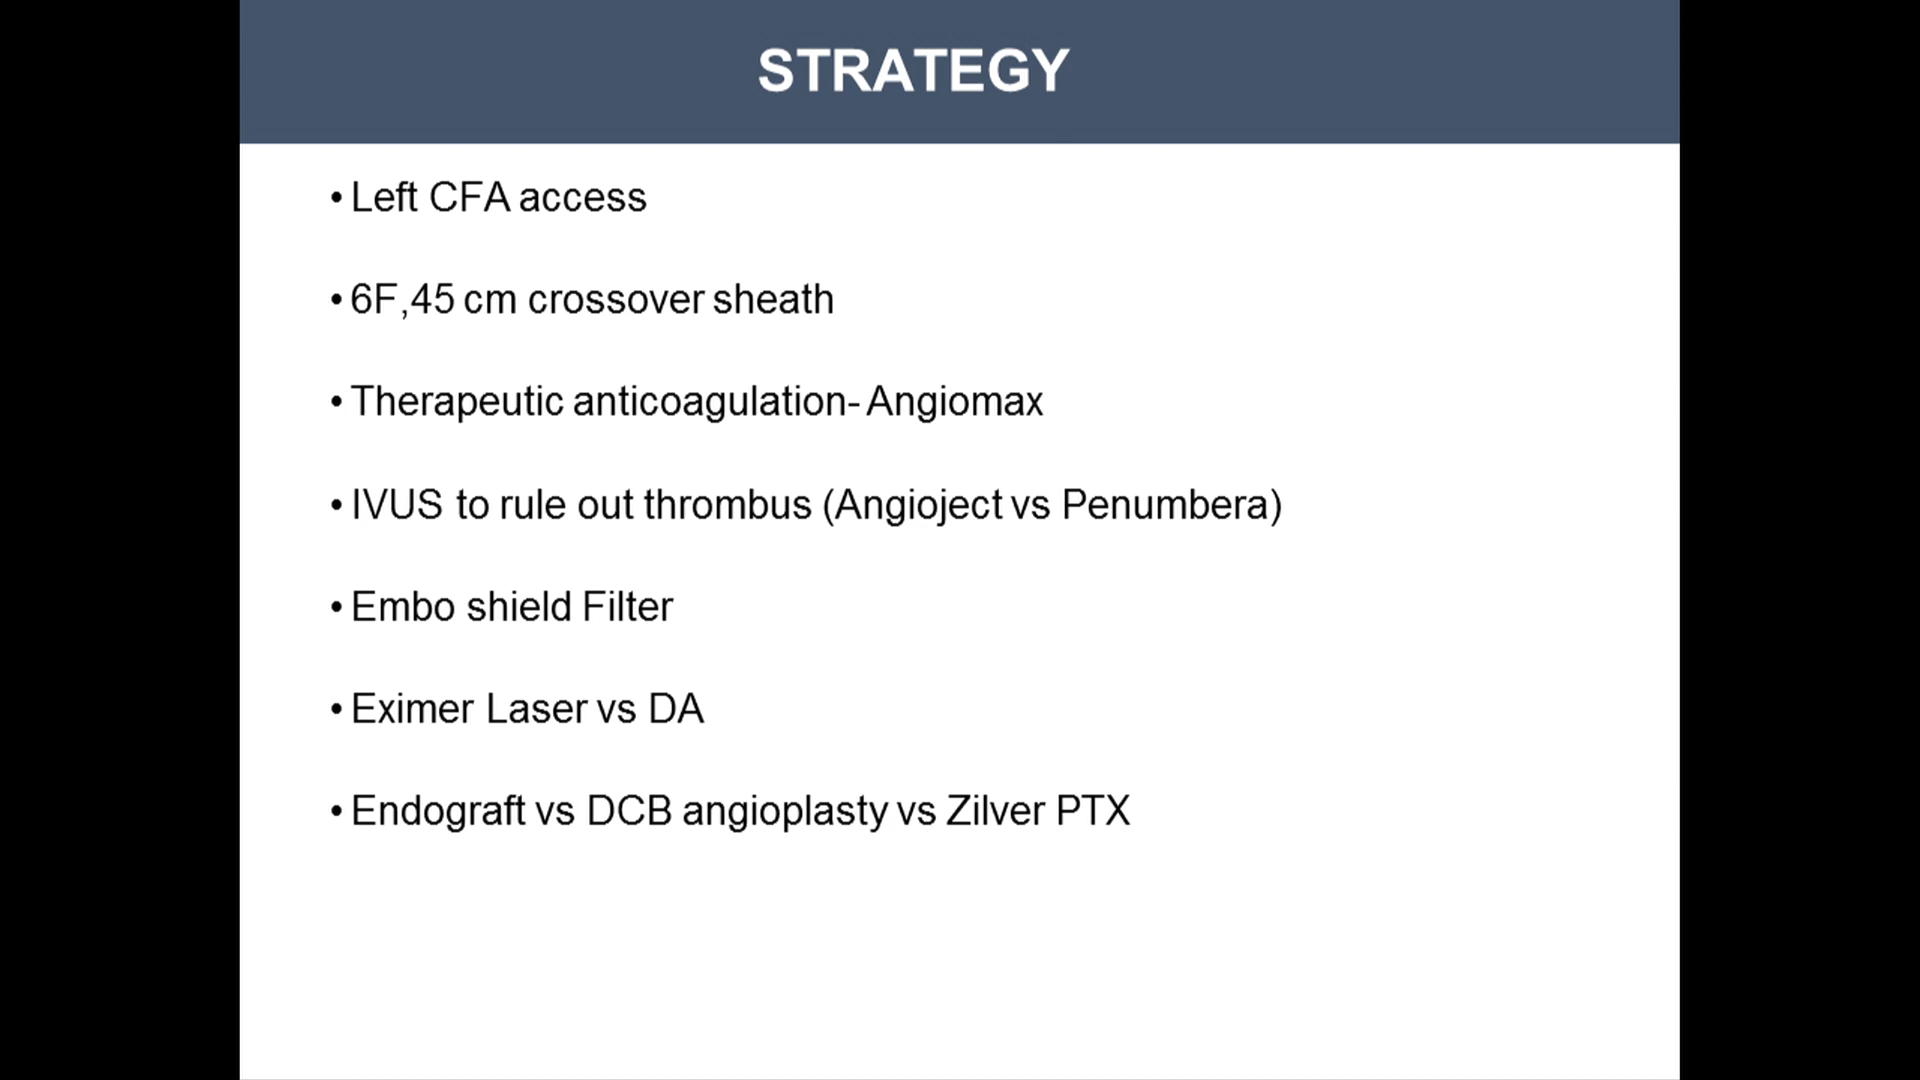 STRATEGY
• Left CFA access
• 6F,45 cm crossover sheath
• Therapeutic anticoagulation- Angiomax
• IVUS to rule out thrombus (Angioject vs Penumbera)
• Embo shield Filter
• Eximer Laser vs DA
• Endograft vs DCB angioplasty vs Zilver PTX